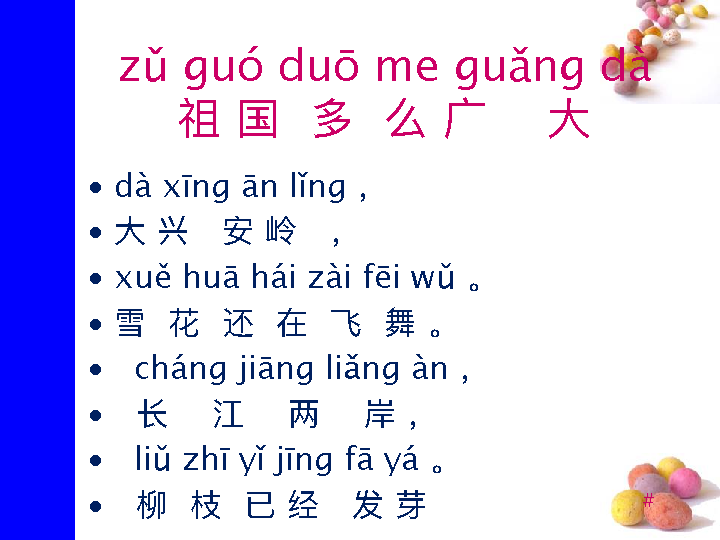 zǔ guó duō me guǎng dà
祖 国 多 么 广 大
• dà xīng ān lǐng ,
• 大 兴 安 岭 ,
• xuě huā hái zài fēi wǔ 。
• 雪 花 还 在 飞 舞 。
• cháng jiāng liǎng àn ,
• 长 江 两 岸 ,
• liǔ zhī yǐ jīng fā yá 。
• 柳 枝 已 经 发 芽
#